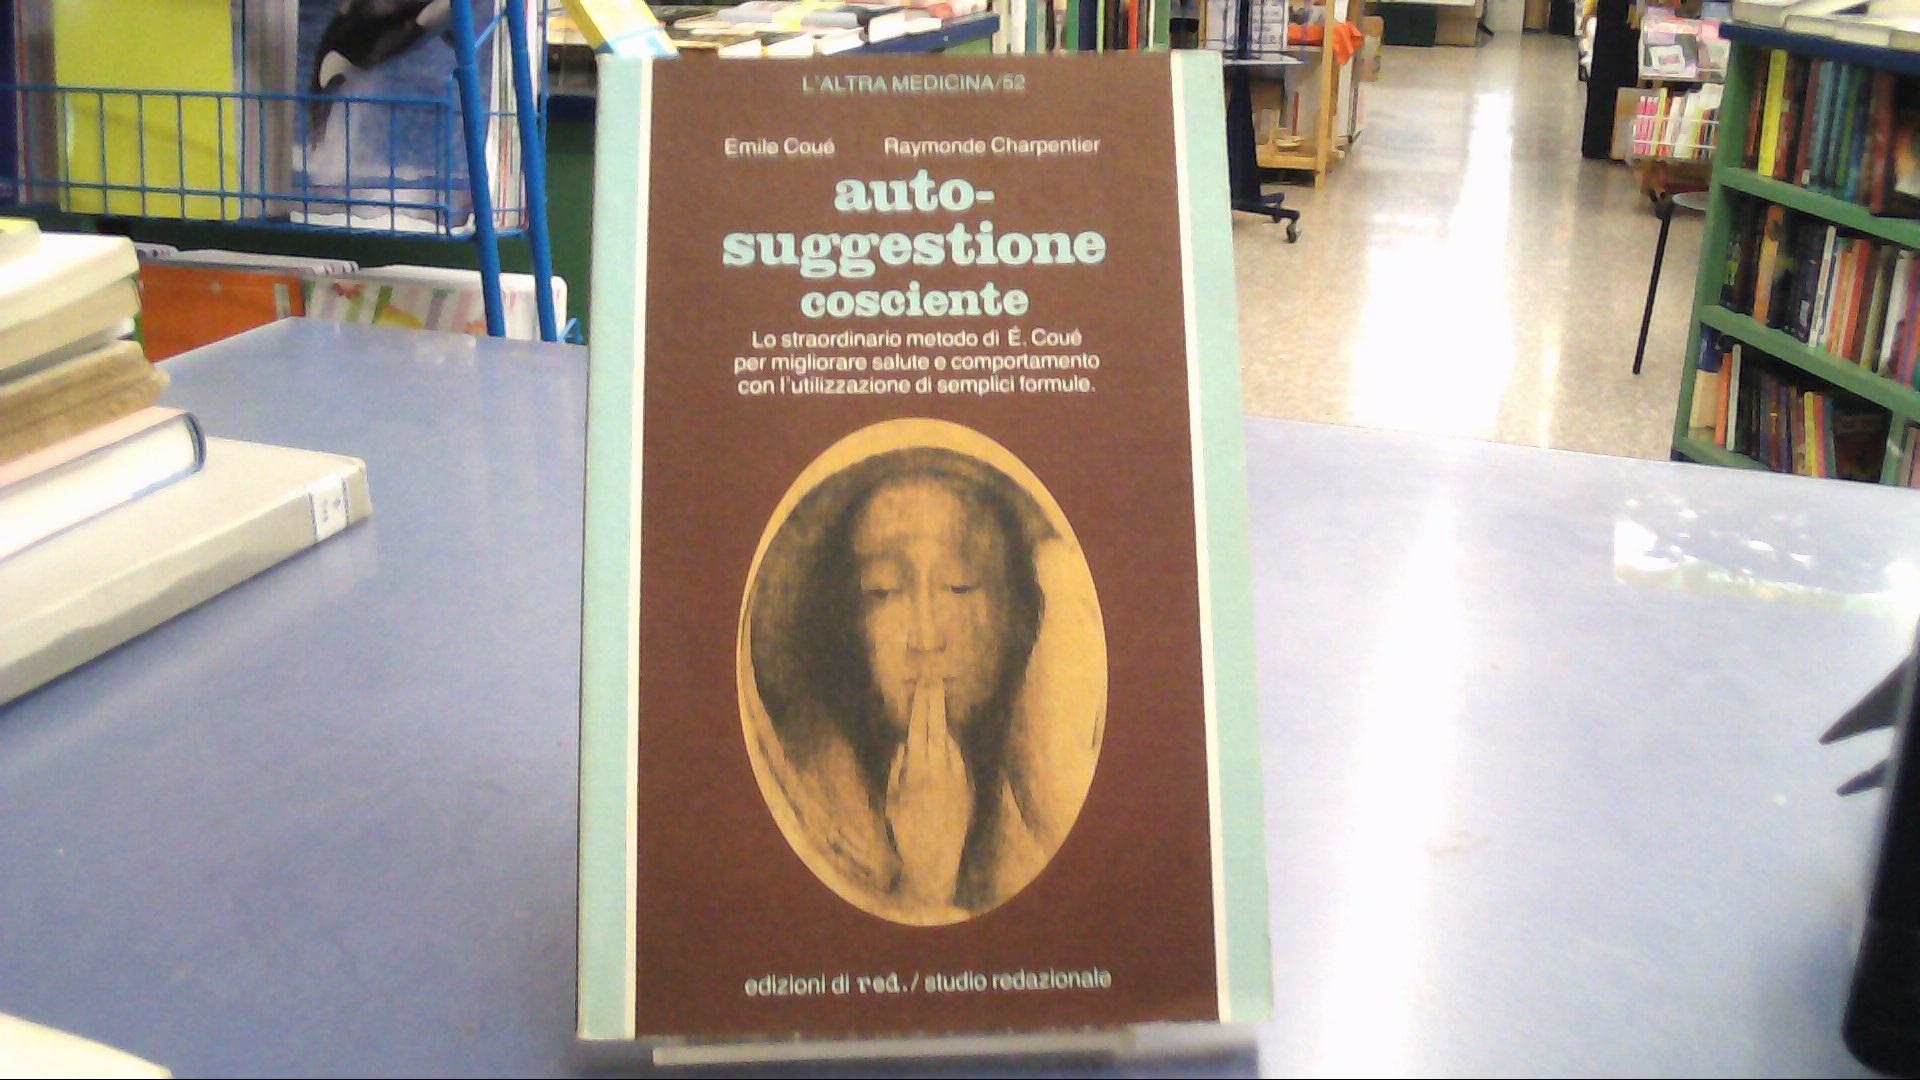 L'ALTRA MEDICINA/52
Emile Coué Raymonde Charpentier
auto-
suggestione
cosciente
Lo straordinario metodo di É. Coué
per migliorare salute e comportamento
con l'utilizzazione di semplici formule.
edizioni di red./ studio redazionale